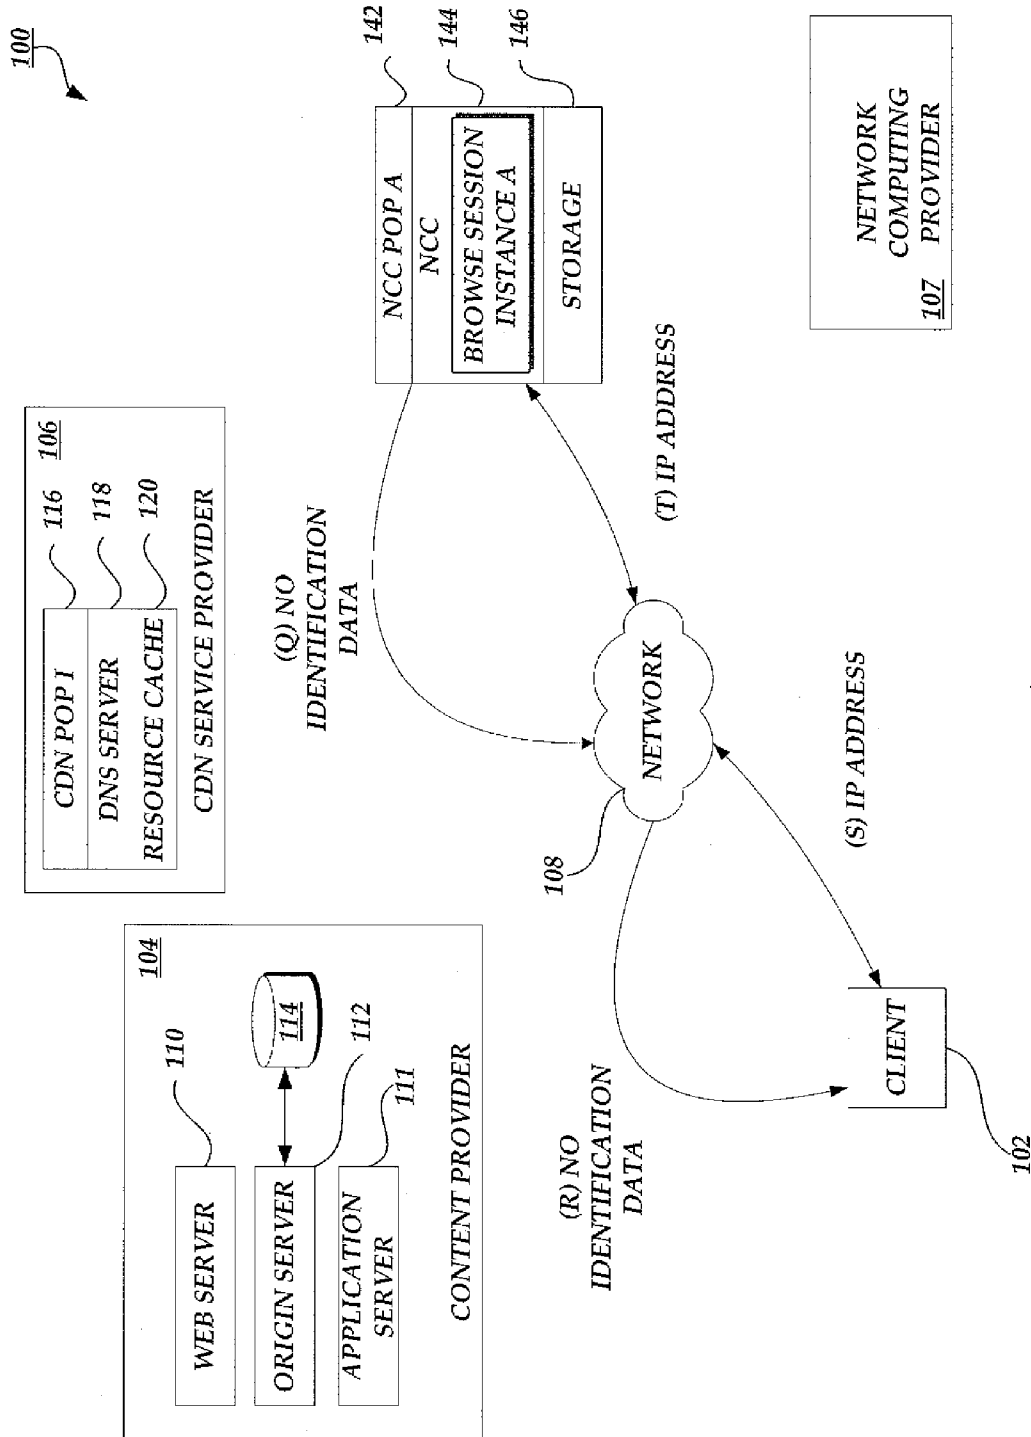 100
104
WEB SERVER
110
ORIGIN SERVER
114
112
APPLICATION
SERVER
111
CONTENT PROVIDER
106
CDN POP I
116
DNS SERVER
118
RESOURCE CACHE
120
CDN SERVICE PROVIDER
NCC POP A
142
NCC
144
BROWSE SESSION
INSTANCE A
STORAGE
146
(Q) NO
IDENTIFICATION
DATA
(R) NO
IDENTIFICATION
DATA
108
NETWORK
(T) IP ADDRESS
(S) IP ADDRESS
CLIENT
102
NETWORK
COMPUTING
PROVIDER
107